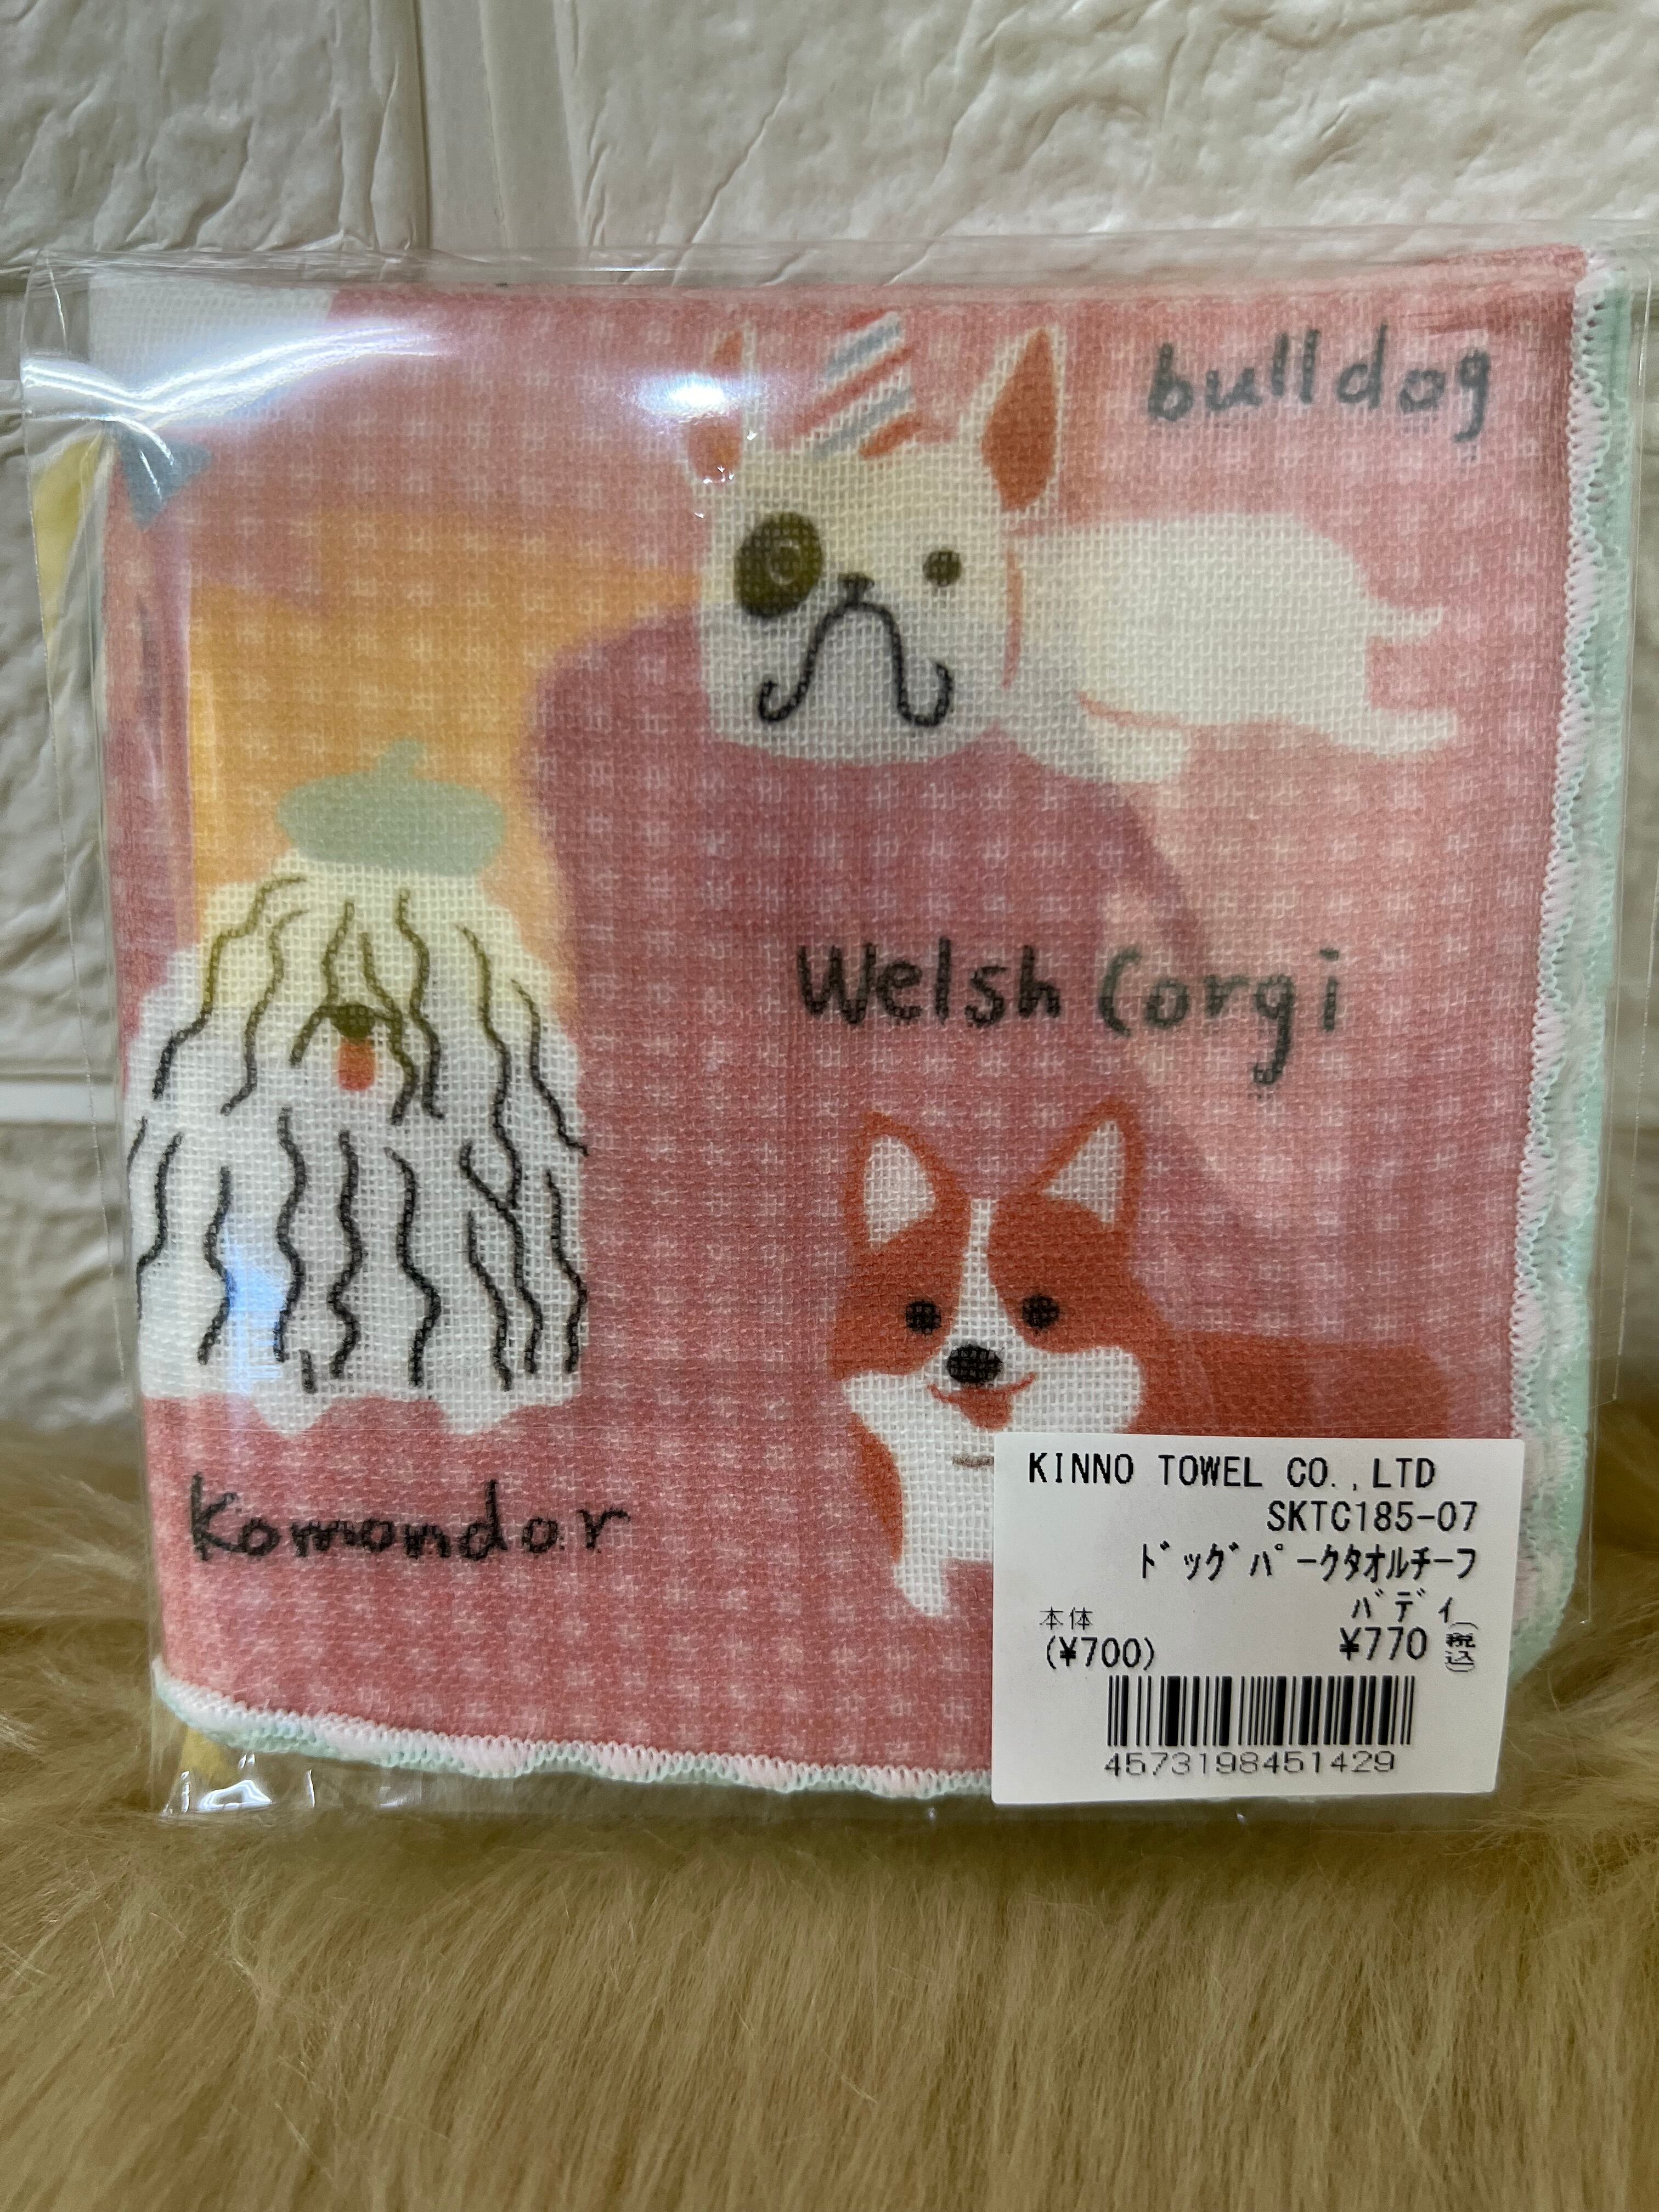 bulldog
Welsh Corgi
Komondor
KINNO TOWEL CO.,LTD
SKTC185-07
ﾄﾞｯｸﾞﾊﾟｰｸﾀｵﾙﾁｰﾌ
ﾊﾞﾃﾞｨ
本体
(¥700) ¥770 (税込)
4573198451429